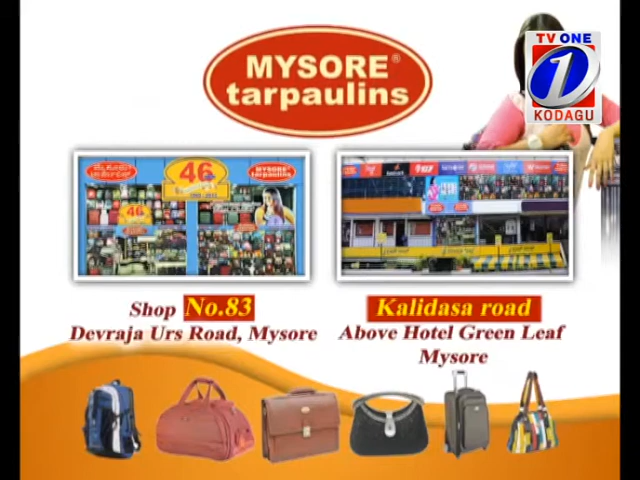 MYSORE®
tarpaulins
TV ONE
1
KODAGU
46
MYSORE
tarpaulins
46
Shop No.83
Devraja Urs Road, Mysore
Kalidasa road
Above Hotel Green Leaf
Mysore